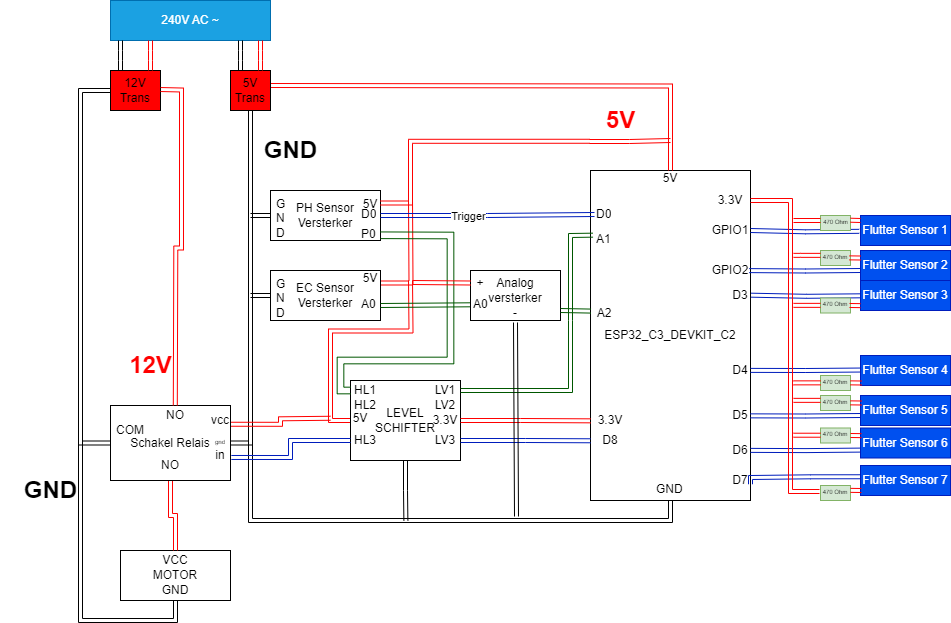 240V AC ~
12V
Trans
5V
Trans
GND
5V
5V
3.3V
G
N
D
PH Sensor
Versterker
5V
D0
P0
Trigger
D0
A1
GPIO1
GPIO2
D3
470 Ohm
Flutter Sensor 1
470 Ohm
Flutter Sensor 2
Flutter Sensor 3
470 Ohm
G
N
D
EC Sensor
Versterker
5V
A0
+
Analog
versterker
A0
-
A2
ESP32_C3_DEVKIT_C2
12V
HL1
HL2
5V
HL3
LEVEL
SCHIFTER
LV1
LV2
3.3V
LV3
3.3V
D8
D4
D5
D6
D7
GND
Flutter Sensor 4
470 Ohm
470 Ohm
Flutter Sensor 5
470 Ohm
Flutter Sensor 6
Flutter Sensor 7
470 Ohm
NO
vcc
COM
Schakel Relais
gnd
in
NO
GND
VCC
MOTOR
GND